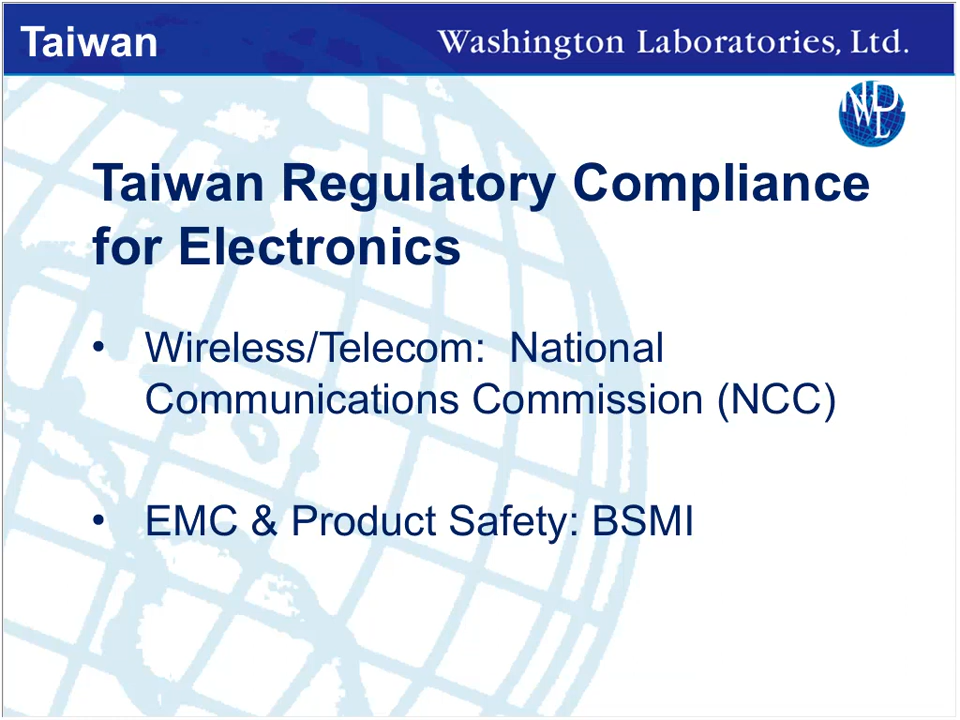 Taiwan
Washington Laboratories, Ltd.
WL
Taiwan Regulatory Compliance
for Electronics
• Wireless/Telecom: National
Communications Commission (NCC)
• EMC & Product Safety: BSMI